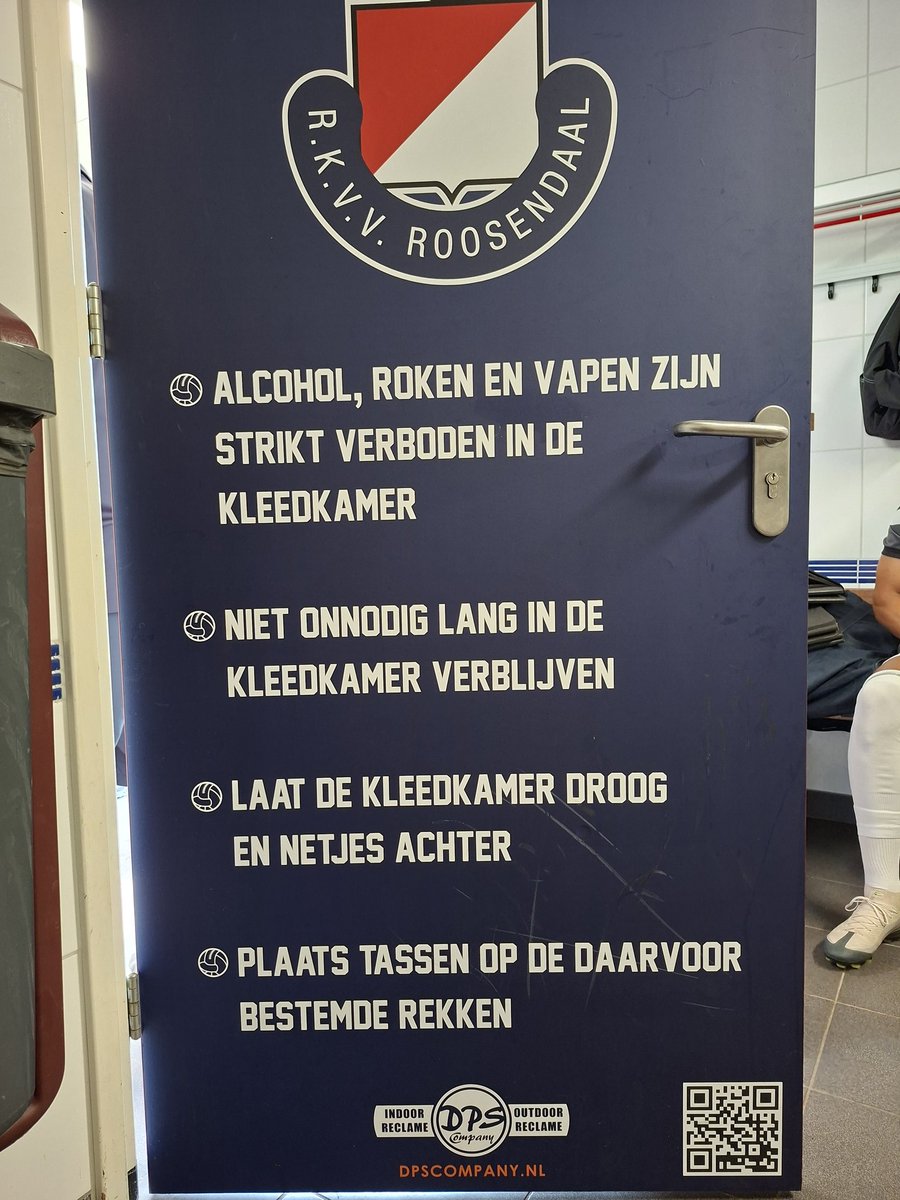 R.K.V.V. ROOSENDAAL
ALCOHOL, ROKEN EN VAPEN ZIJN
STRIKT VERBODEN IN DE
KLEEDKAMER
NIET ONNODIG LANG IN DE
KLEEDKAMER VERBLIJVEN
LAAT DE KLEEDKAMER DROOG
EN NETJES ACHTER
PLAATS TASSEN OP DE DAARVOOR
BESTEMDE REKKEN
INDOOR RECLAME DPS Company OUTDOOR RECLAME
DPSCOMPANY.NL